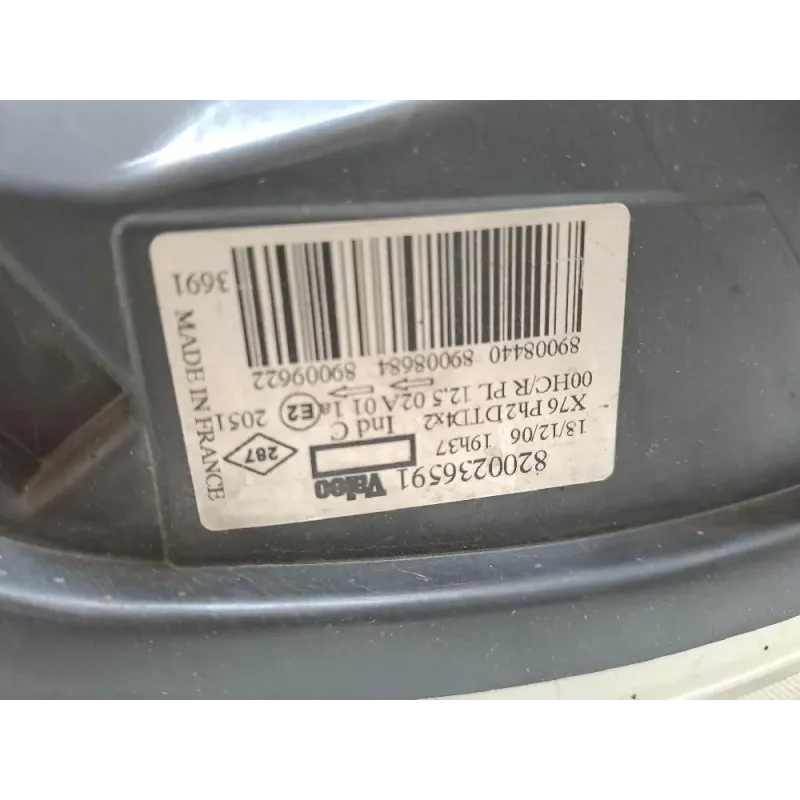 8200236591 Valeo
13/12/06 19h37
X76 Ph2 DTD4x2 Ind C 287
00HC/R PL 12,5 02A 01 1a E2 2051
89008440 89008684 89009622
3691
MADE IN FRANCE